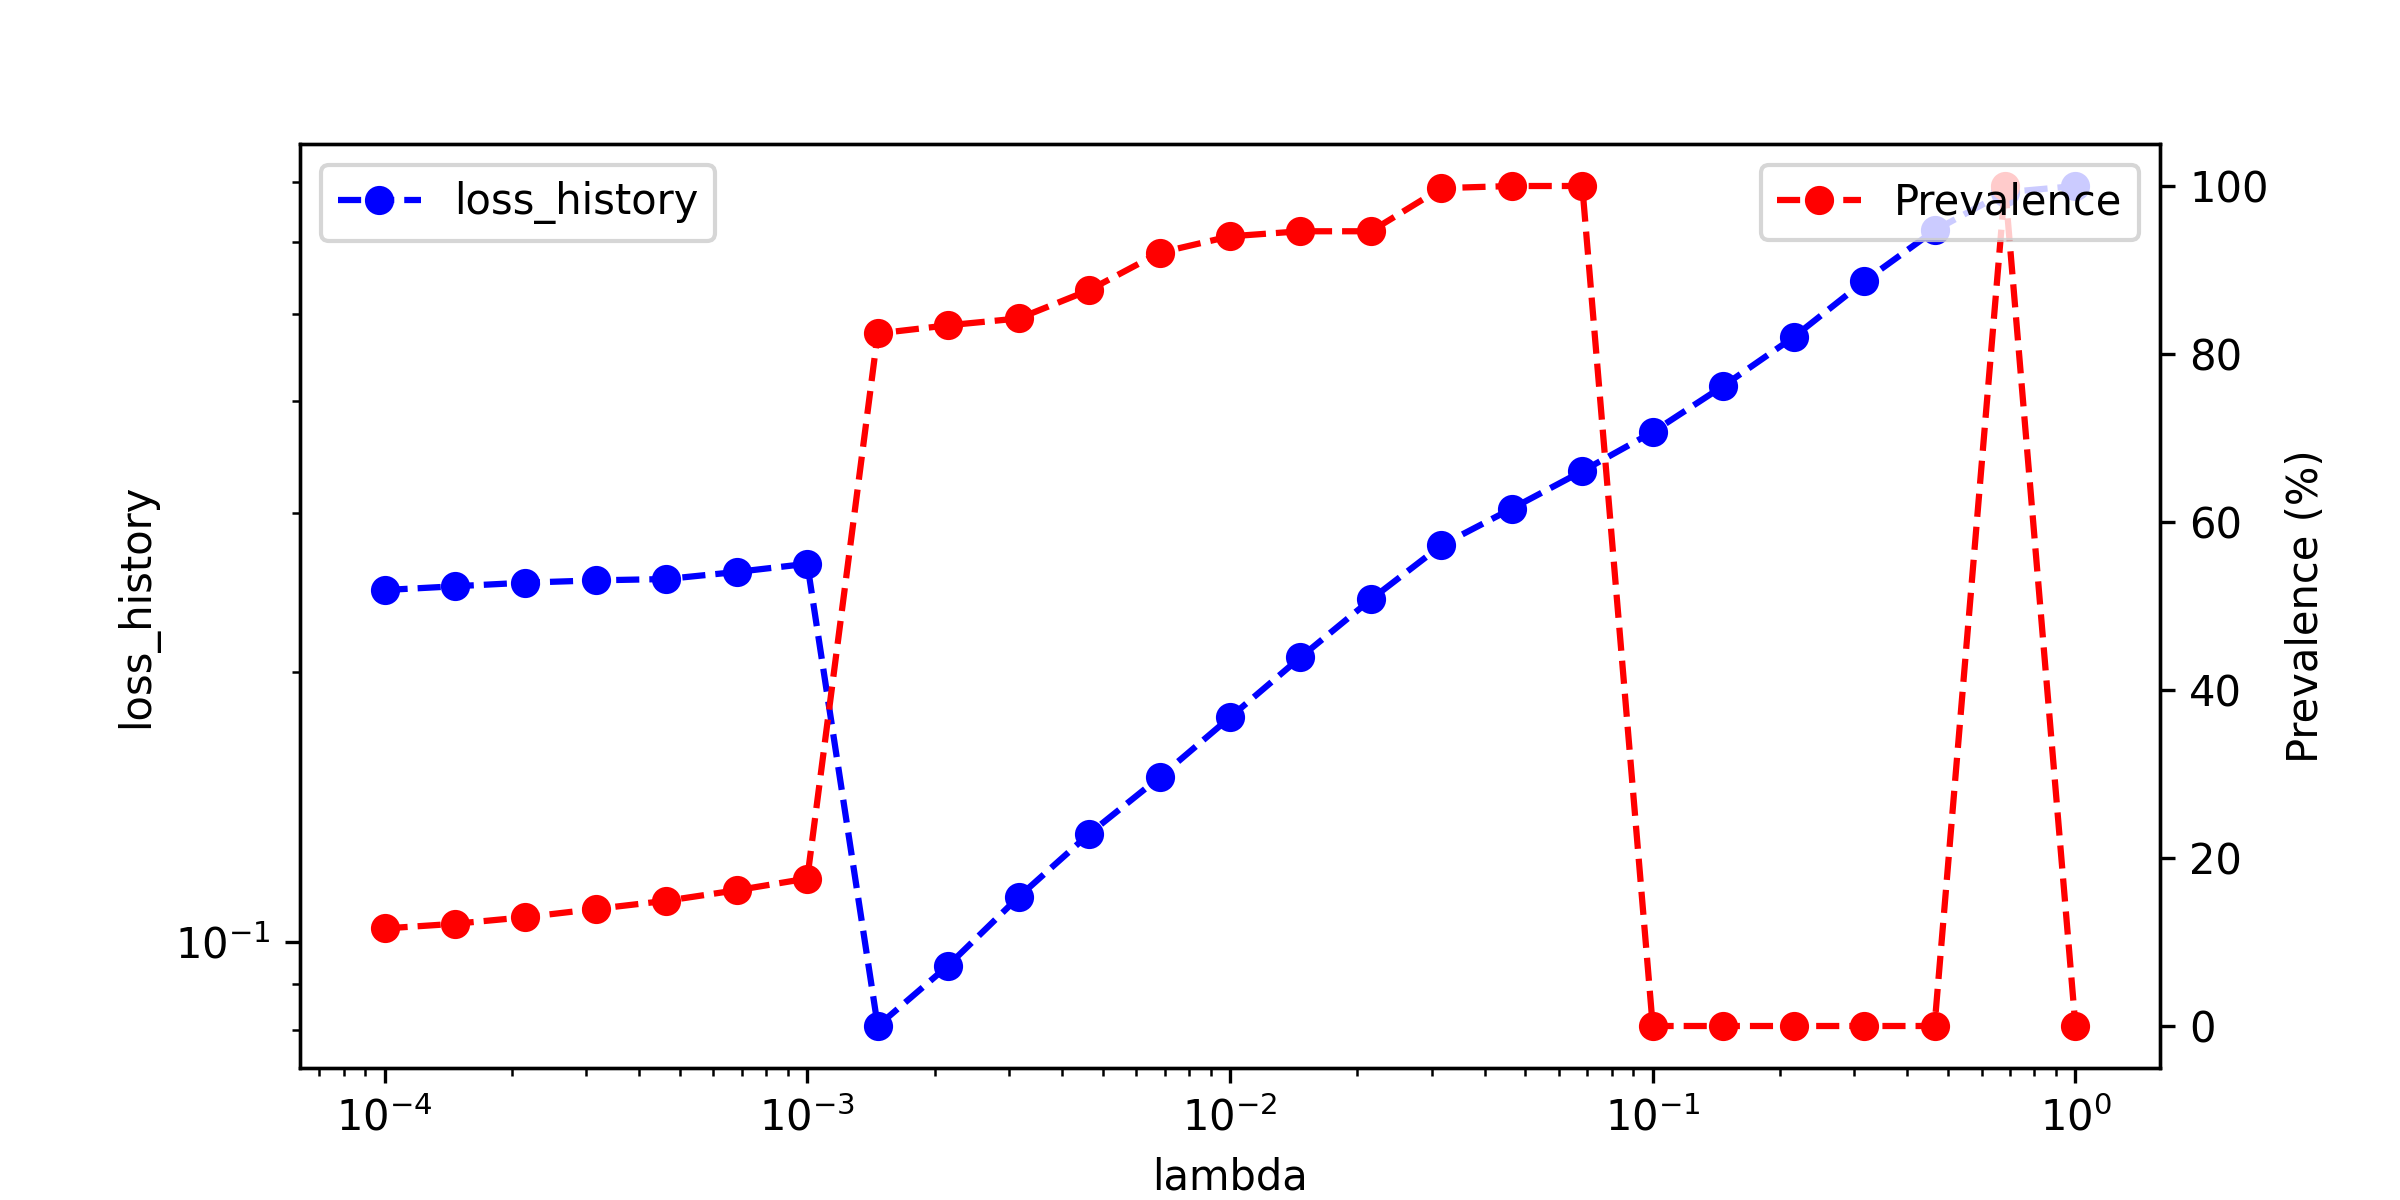 loss_history
Prevalence
100
80
60
40
20
0
10⁻¹
loss_history
Prevalence (%)
10⁻⁴ 10⁻³ 10⁻² 10⁻¹ 10⁰
lambda